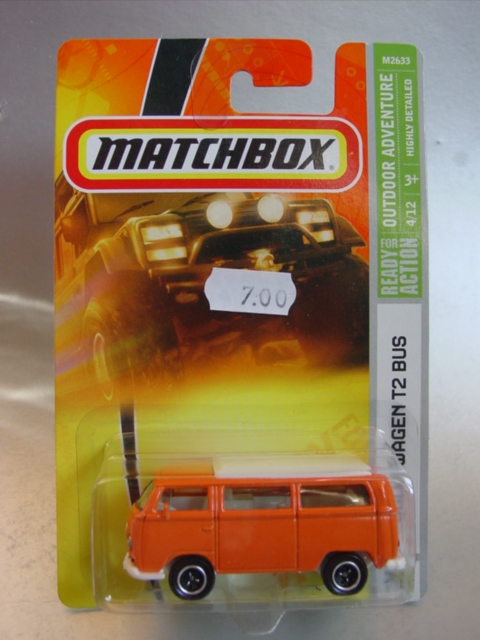 M2633
MATCHBOX
OUTDOOR ADVENTURE
HIGHLY DETAILED
4/12
3+
READY FOR
ACTION
7.00
WAGEN T2 BUS